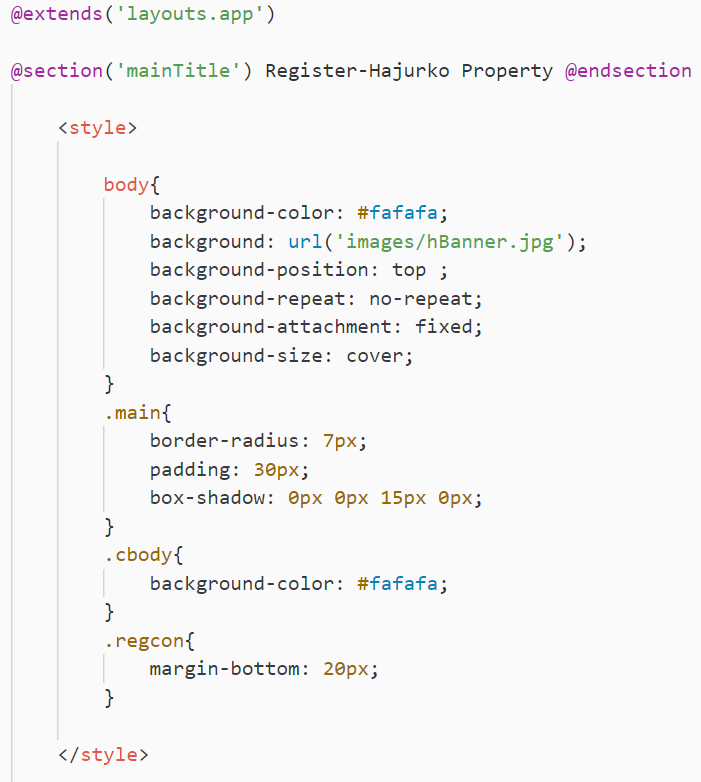 @extends('layouts.app')
@section('mainTitle') Register-Hajurko Property @endsection
<style>
body{
background-color: #fafafa;
background: url('images/hBanner.jpg');
background-position: top ;
background-repeat: no-repeat;
background-attachment: fixed;
background-size: cover;
}
.main{
border-radius: 7px;
padding: 30px;
box-shadow: 0px 0px 15px 0px;
}
.cbody{
background-color: #fafafa;
}
.regcon{
margin-bottom: 20px;
}
</style>